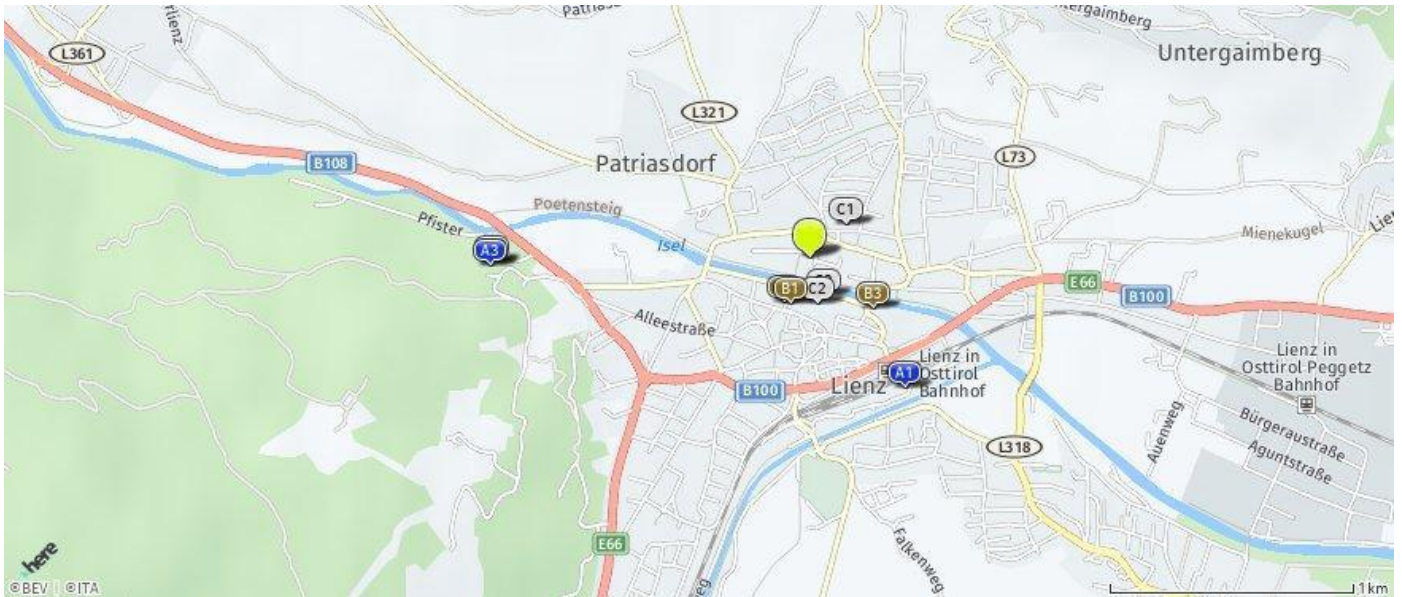 Untergaimberg
L361
L321
B108
Patriasdorf
L73
Poetensteig
Pfister
C1
Isel
A3
Mienekugel
B1
C2
B3
E66
B100
Alleestraße
Lienz in
Osttirol
Bahnhof
A1
Lienz
B100
Lienz in
Osttirol Peggetz
Bahnhof
Bürgeraustraße
Aguntstraße
Auenweg
L318
Falkenweg
E66
here
©BEV | ©ITA
1km